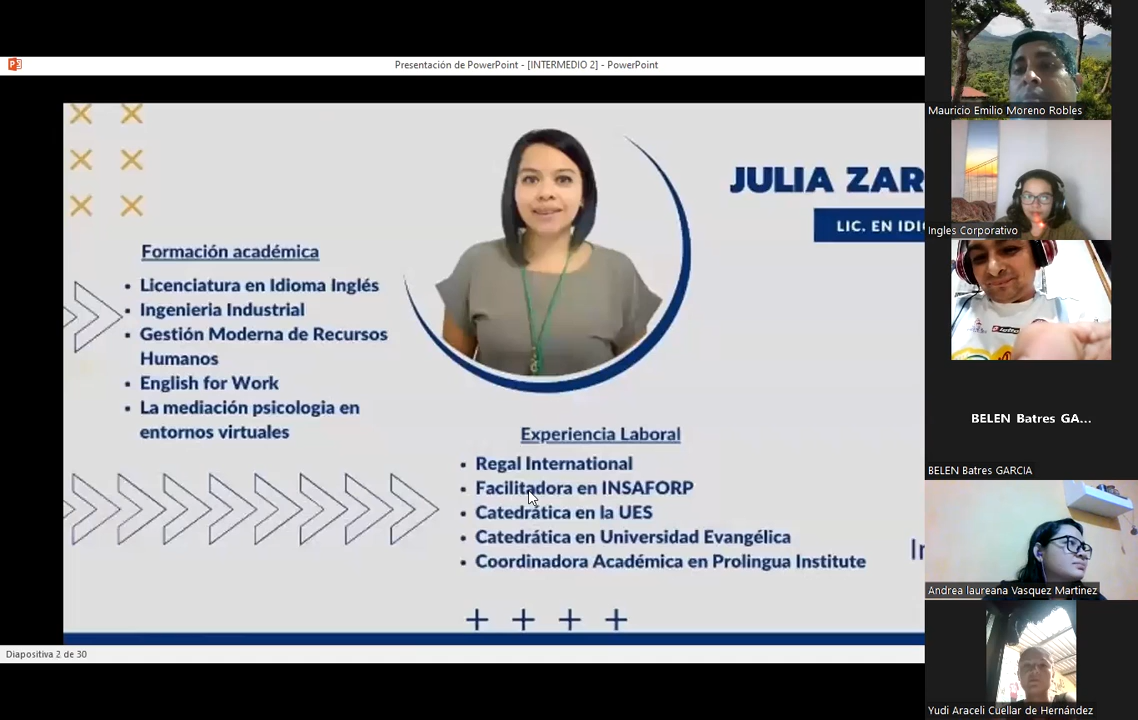 Presentación de PowerPoint - [INTERMEDIO 2] - PowerPoint
JULIA ZAR
LIC. EN IDI
Formación académica
• Licenciatura en Idioma Inglés
• Ingenieria Industrial
• Gestión Moderna de Recursos
Humanos
• English for Work
• La mediación psicologia en
entornos virtuales
Experiencia Laboral
• Regal International
• Facilitadora en INSAFORP
• Catedrática en la UES
• Catedrática en Universidad Evangélica
• Coordinadora Académica en Prolingua Institute
In
Diapositiva 2 de 30
Mauricio Emilio Moreno Robles
Ingles Corporativo
lotto
BELEN Batres GA...
BELEN Batres GARCIA
Andrea laureana Vasquez Martinez
Yudi Araceli Cuellar de Hernández